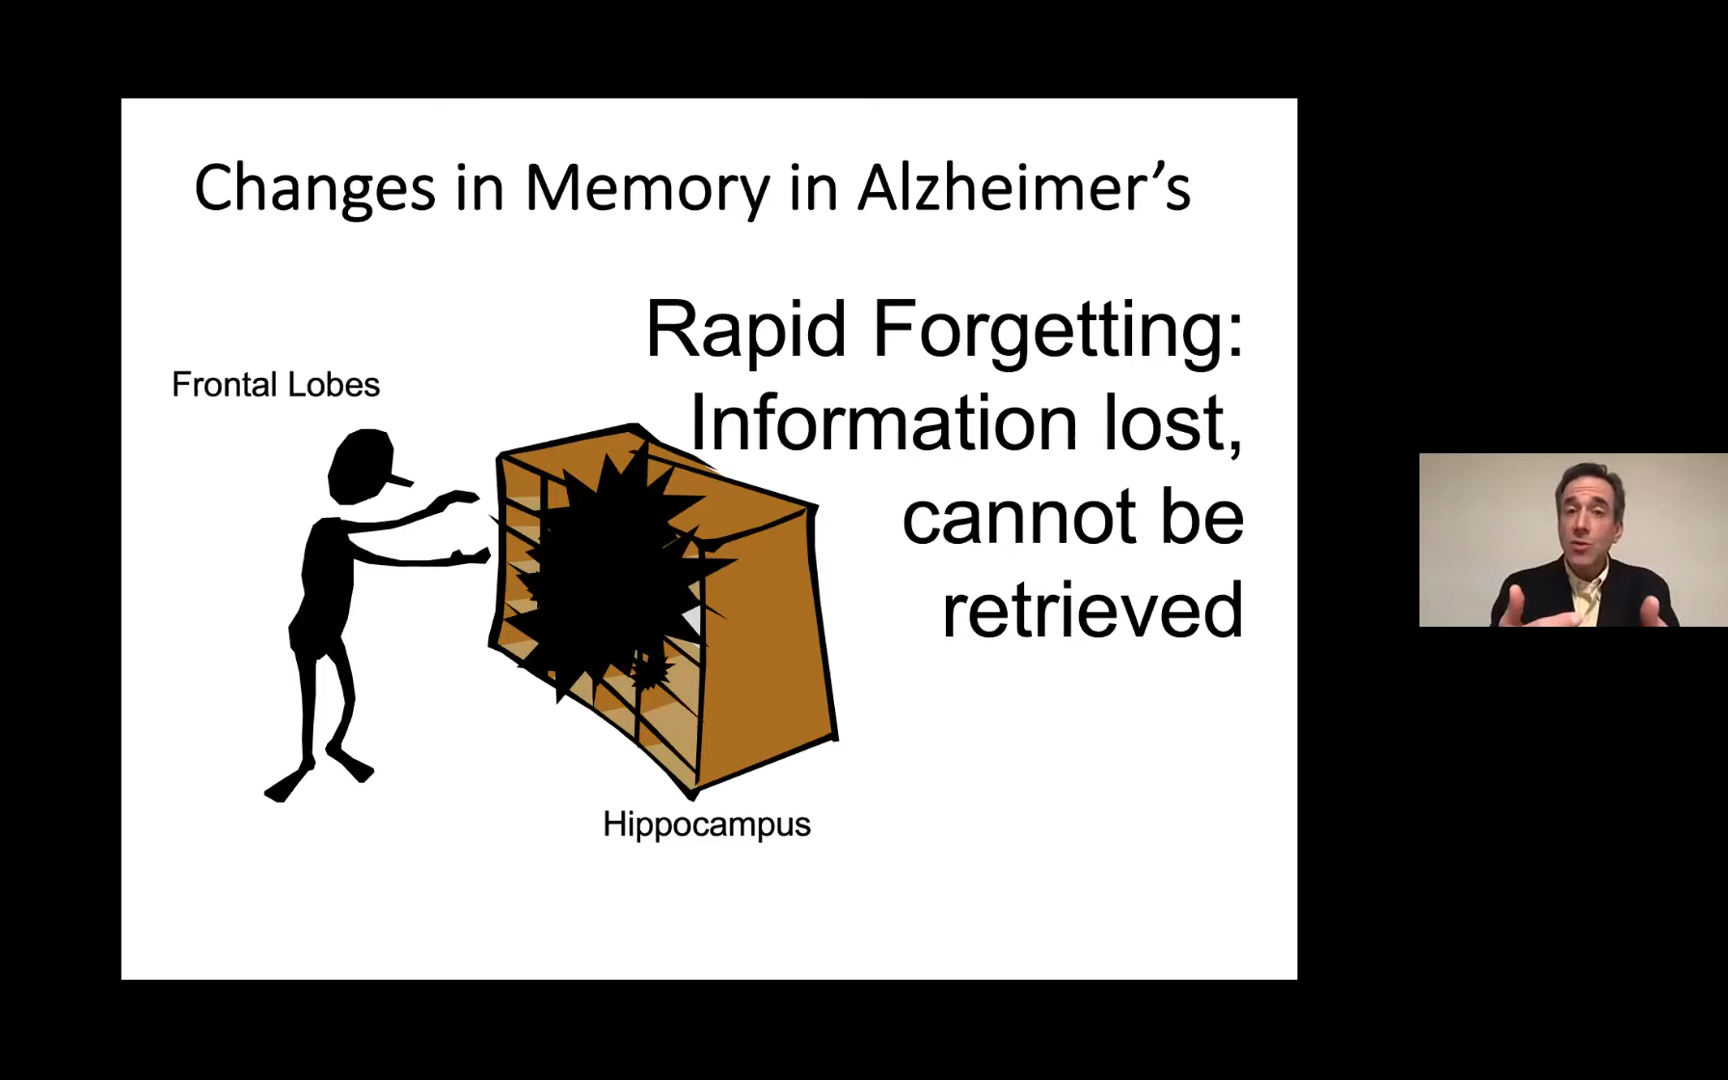 Changes in Memory in Alzheimer’s
Rapid Forgetting:
Information lost,
cannot be
retrieved
Frontal Lobes
Hippocampus